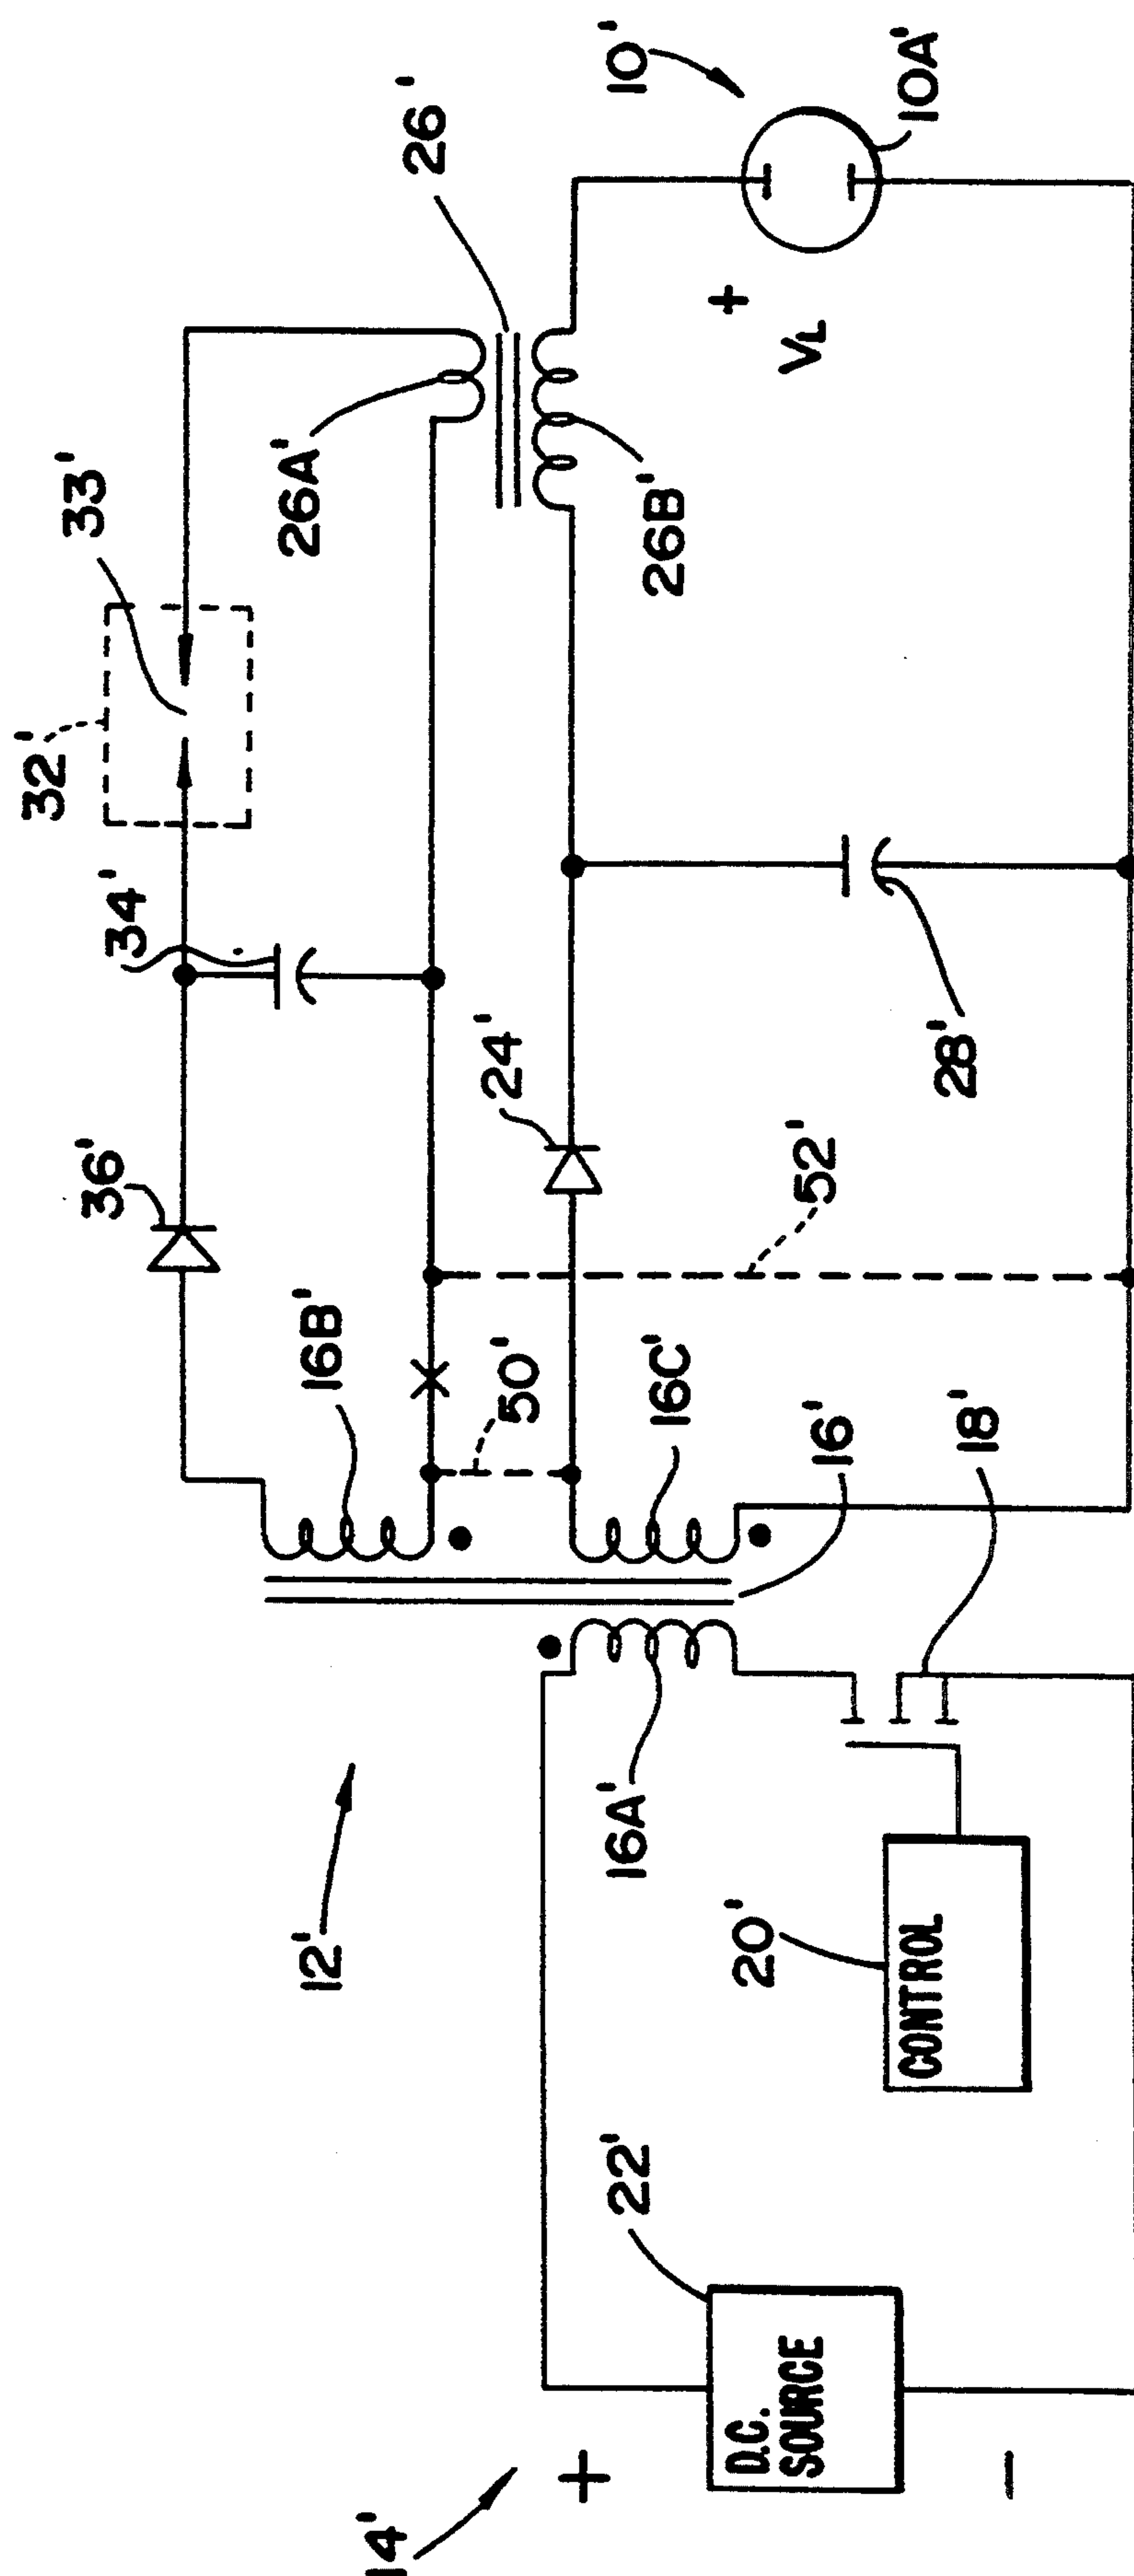 32'
33'
34'
36'
26'
26A'
26B'
10'
10A'
+
VL
24'
28'
52'
50'
16B'
16C'
16'
18'
12'
16A'
20'
CONTROL
22'
D.C.
SOURCE
14'
+
−